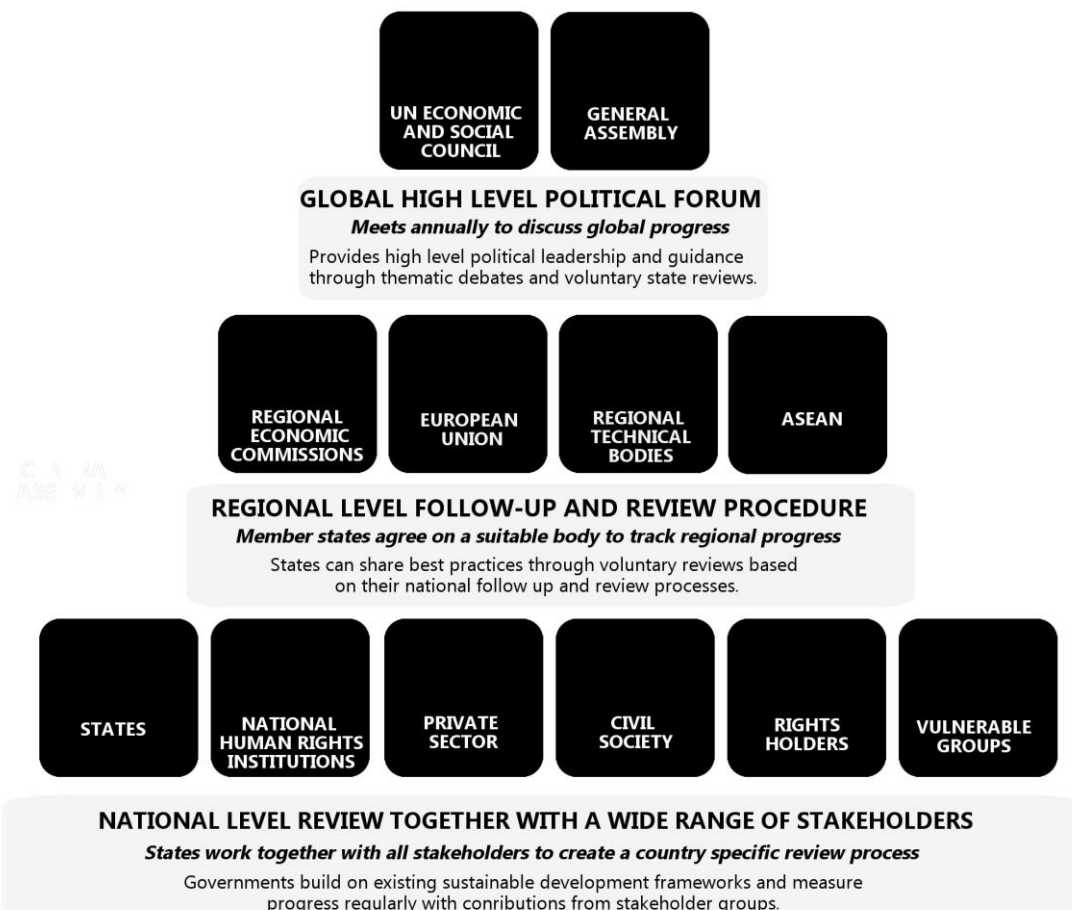 UN ECONOMIC
AND SOCIAL
COUNCIL
GENERAL
ASSEMBLY
GLOBAL HIGH LEVEL POLITICAL FORUM
Meets annually to discuss global progress
Provides high level political leadership and guidance
through thematic debates and voluntary state reviews.
REGIONAL
ECONOMIC
COMMISSIONS
EUROPEAN
UNION
REGIONAL
TECHNICAL
BODIES
ASEAN
REGIONAL LEVEL FOLLOW-UP AND REVIEW PROCEDURE
Member states agree on a suitable body to track regional progress
States can share best practices through voluntary reviews based
on their national follow up and review processes.
STATES
NATIONAL
HUMAN RIGHTS
INSTITUTIONS
PRIVATE
SECTOR
CIVIL
SOCIETY
RIGHTS
HOLDERS
VULNERABLE
GROUPS
NATIONAL LEVEL REVIEW TOGETHER WITH A WIDE RANGE OF STAKEHOLDERS
States work together with all stakeholders to create a country specific review process
Governments build on existing sustainable development frameworks and measure
progress regularly with conributions from stakeholder groups.